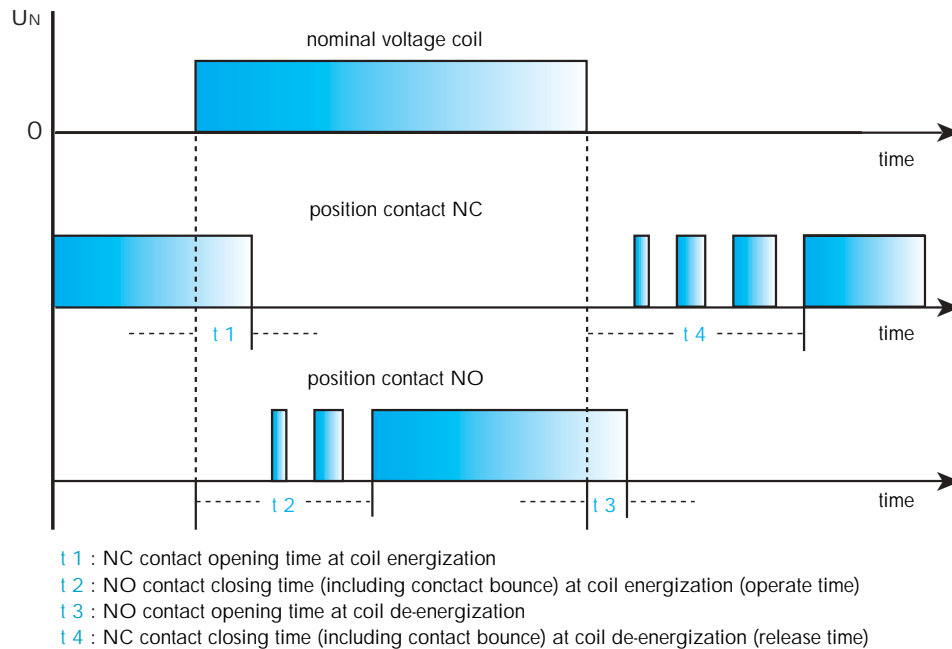 UN
nominal voltage coil
0
time
position contact NC
t 1
t 4
time
position contact NO
t 2
t 3
time
t 1 : NC contact opening time at coil energization
t 2 : NO contact closing time (including conctact bounce) at coil energization (operate time)
t 3 : NO contact opening time at coil de-energization
t 4 : NC contact closing time (including contact bounce) at coil de-energization (release time)